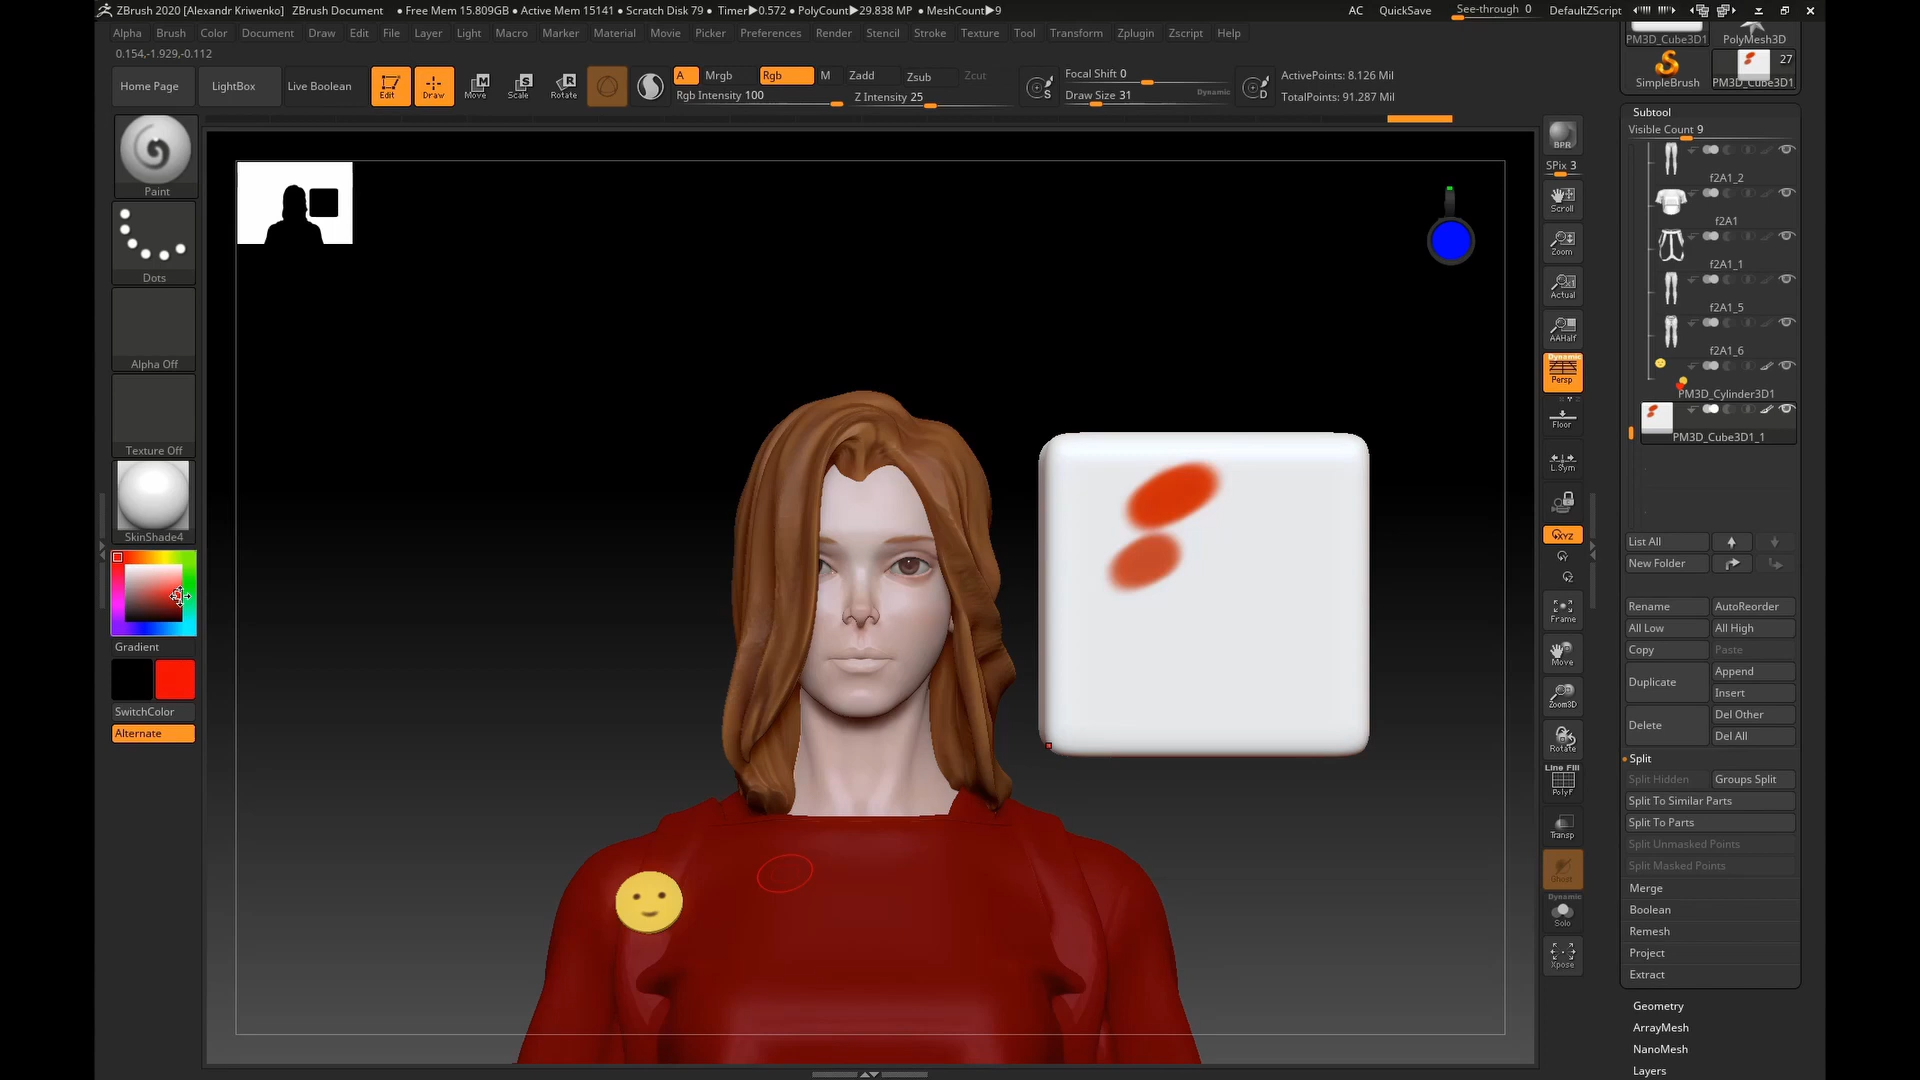 ZBrush 2020 [Alexandr Kriwenko] ZBrush Document • Free Mem 15.809GB • Active Mem 15141 • Scratch Disk 79 • Timer▶0.572 • PolyCount▶29.838 MP • MeshCount▶9 AC QuickSave See-through 0 DefaultZScript
Alpha Brush Color Document Draw Edit File Layer Light Macro Marker Material Movie Picker Preferences Render Stencil Stroke Texture Tool Transform Zplugin Zscript Help
0.154,-1.929,-0.112
Home Page LightBox Live Boolean Edit Draw Move Scale Rotate
A Mrgb Rgb M Zadd Zsub Zcut
Rgb Intensity 100 Z Intensity 25
S Focal Shift 0
Draw Size 31 Dynamic
D ActivePoints: 8.126 Mil
TotalPoints: 91.287 Mil
Paint
Dots
Alpha Off
Texture Off
SkinShade4
Gradient
SwitchColor
Alternate
BPR
SPix 3
Scroll
Zoom
Actual
AAHalf
Dynamic
Persp
Floor
L.Sym
XYZ
Y
Z
Frame
Move
Zoom3D
Rotate
Line Fill
PolyF
Transp
Ghost
Dynamic
Solo
Xpose
PM3D_Cube3D1 PolyMesh3D
27
SimpleBrush PM3D_Cube3D1
Subtool
Visible Count 9
f2A1_2
f2A1
f2A1_1
f2A1_5
f2A1_6
PM3D_Cylinder3D1
PM3D_Cube3D1_1
List All
New Folder
Rename AutoReorder
All Low All High
Copy Paste
Duplicate Append
Insert
Delete Del Other
Del All
Split
Split Hidden Groups Split
Split To Similar Parts
Split To Parts
Split Unmasked Points
Split Masked Points
Merge
Boolean
Remesh
Project
Extract
Geometry
ArrayMesh
NanoMesh
Layers